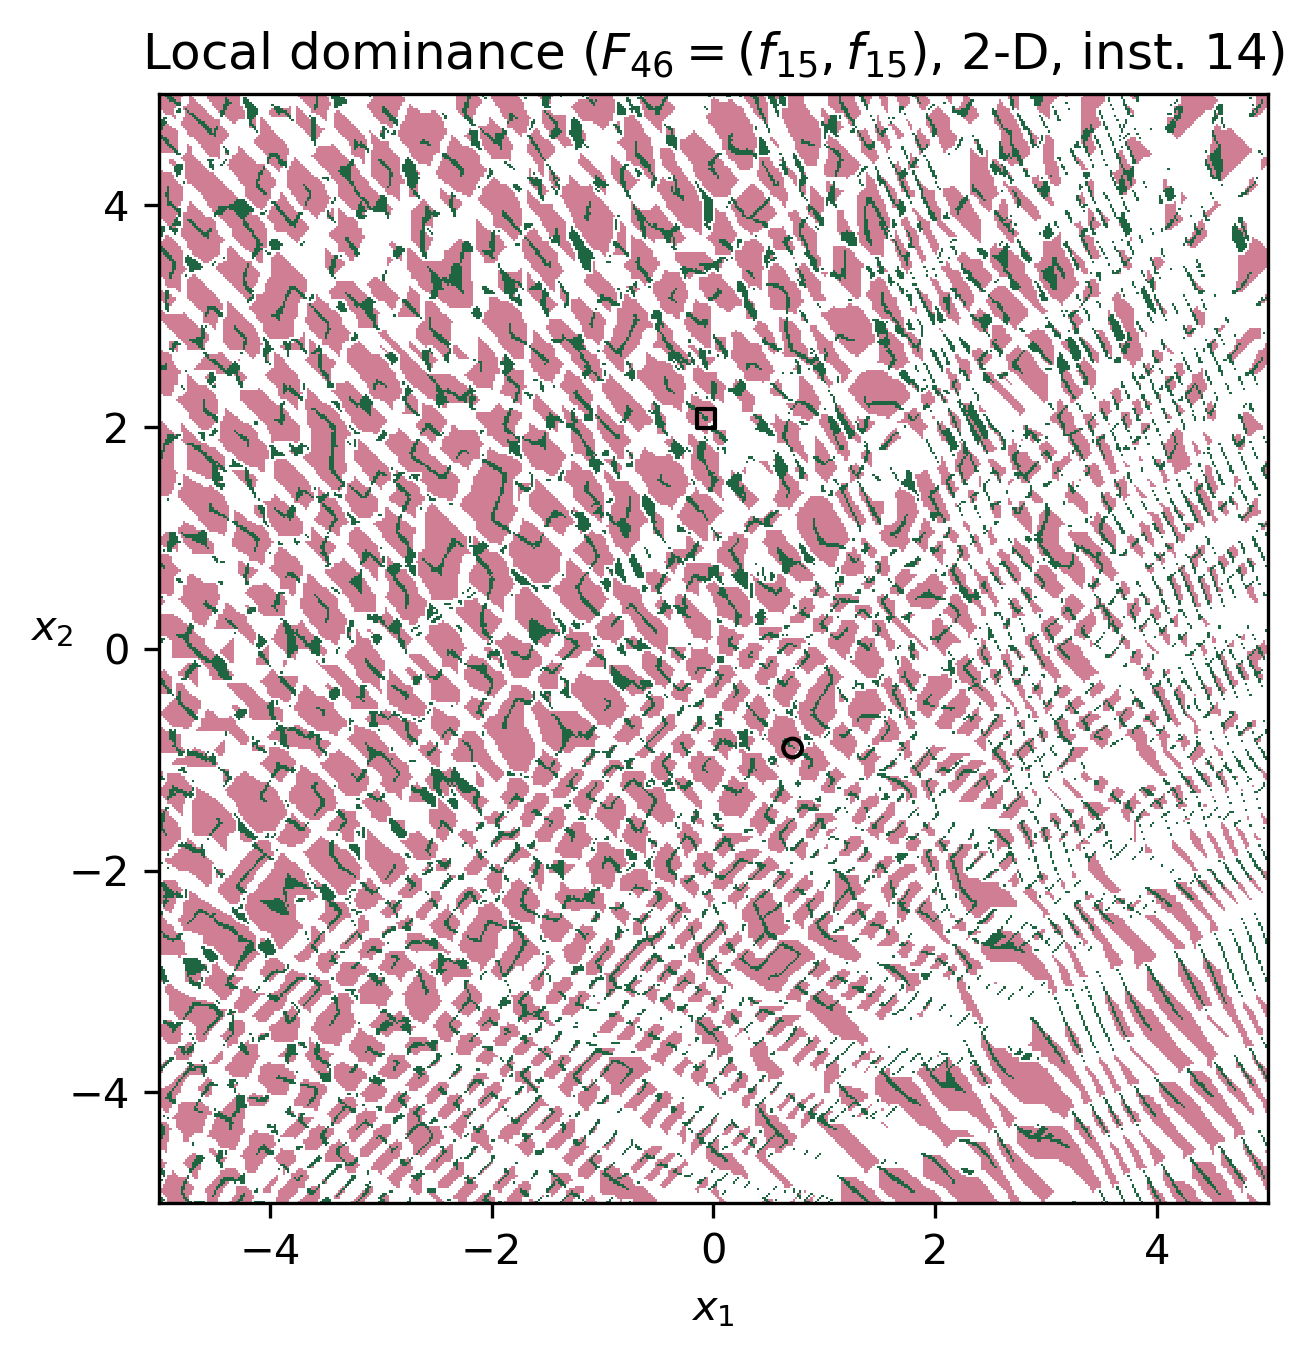 Local dominance (F₄₆ = (f₁₅, f₁₅), 2-D, inst. 14)
4
2
0
−2
−4
x₂
−4 −2 0 2 4
x₁